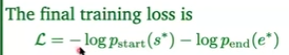 The final training loss is
ℒ = − log p_start(s*) − log p_end(e*)